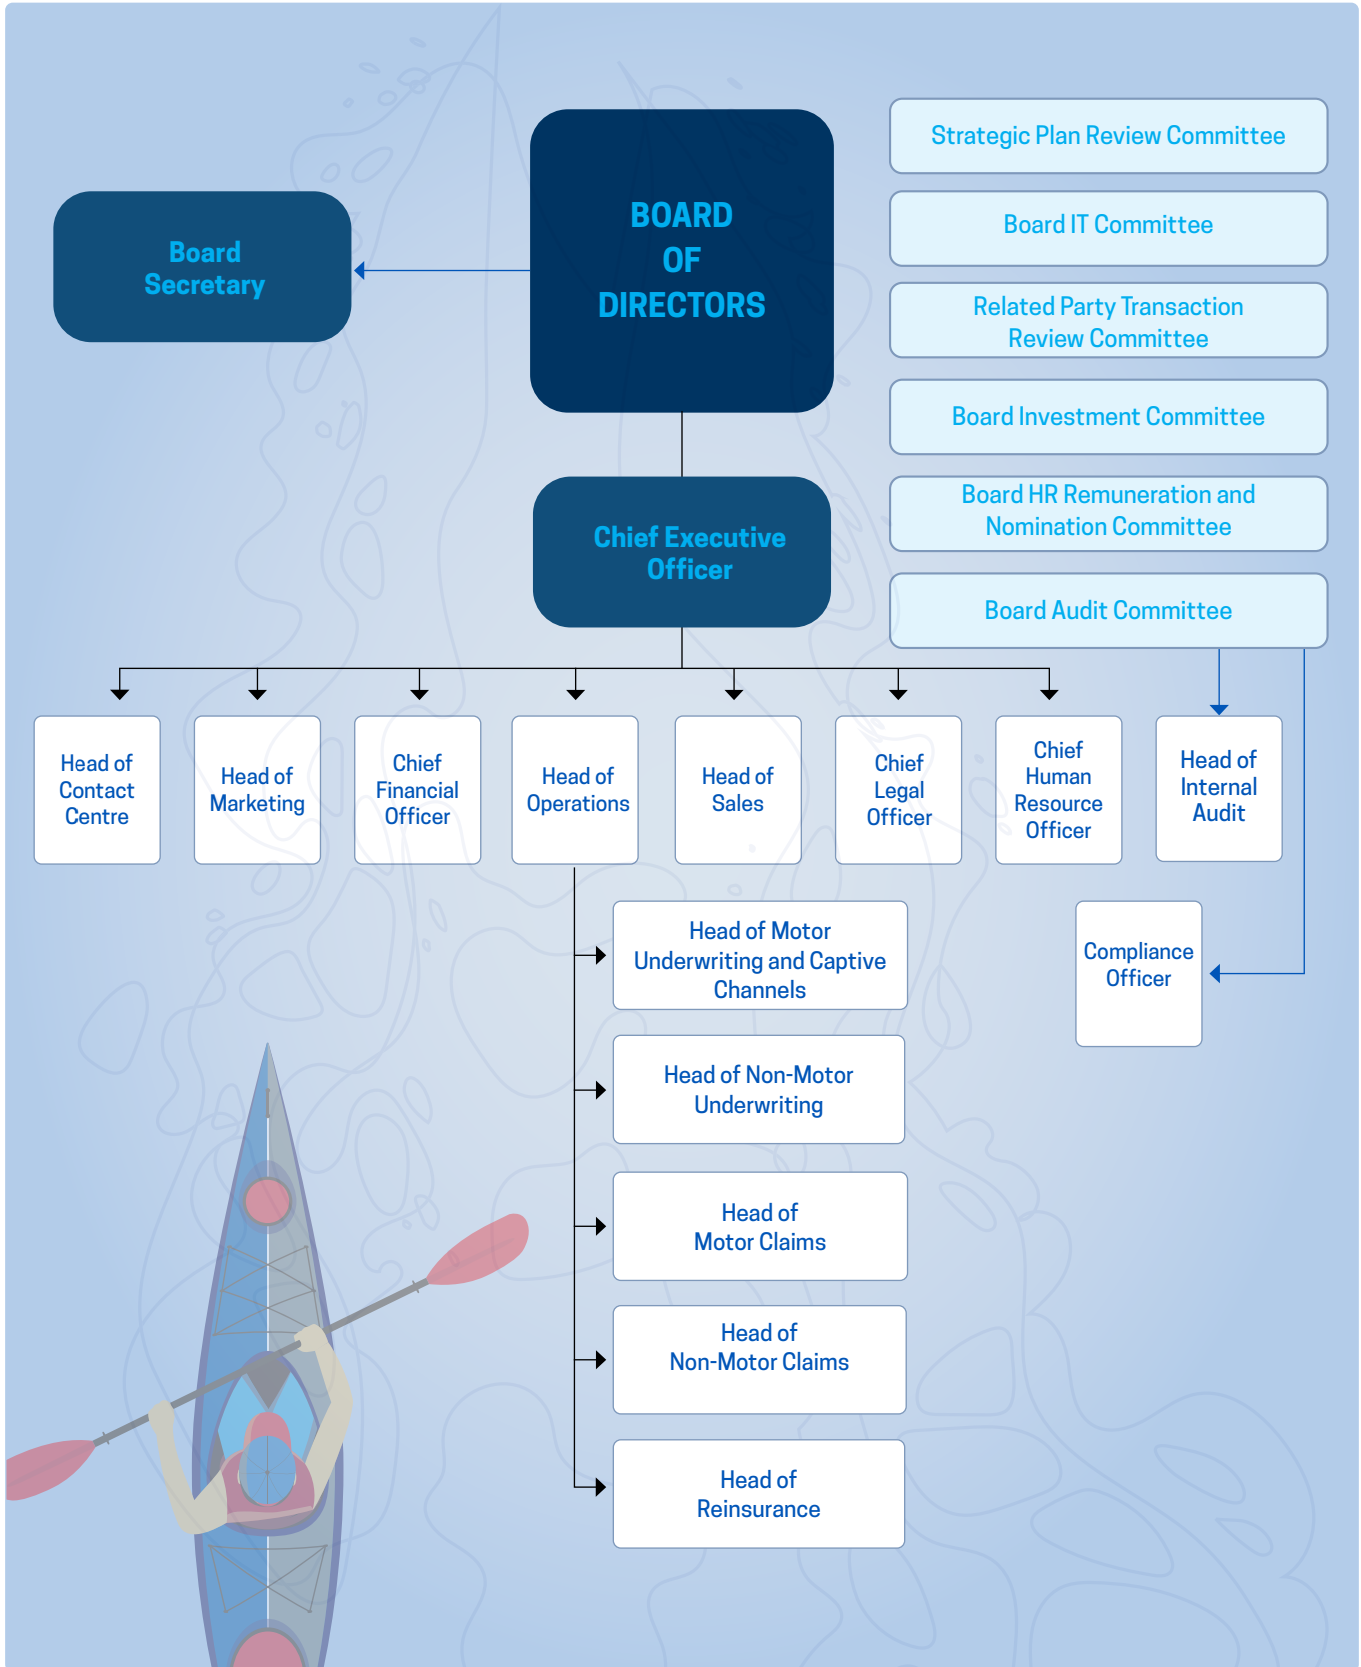 BOARD
OF
DIRECTORS
Board
Secretary
Strategic Plan Review Committee
Board IT Committee
Related Party Transaction
Review Committee
Board Investment Committee
Board HR Remuneration and
Nomination Committee
Board Audit Committee
Chief Executive
Officer
Head of
Contact
Centre
Head of
Marketing
Chief
Financial
Officer
Head of
Operations
Head of
Sales
Chief
Legal
Officer
Chief
Human
Resource
Officer
Head of
Internal
Audit
Head of Motor
Underwriting and Captive
Channels
Compliance
Officer
Head of Non-Motor
Underwriting
Head of
Motor Claims
Head of
Non-Motor Claims
Head of
Reinsurance